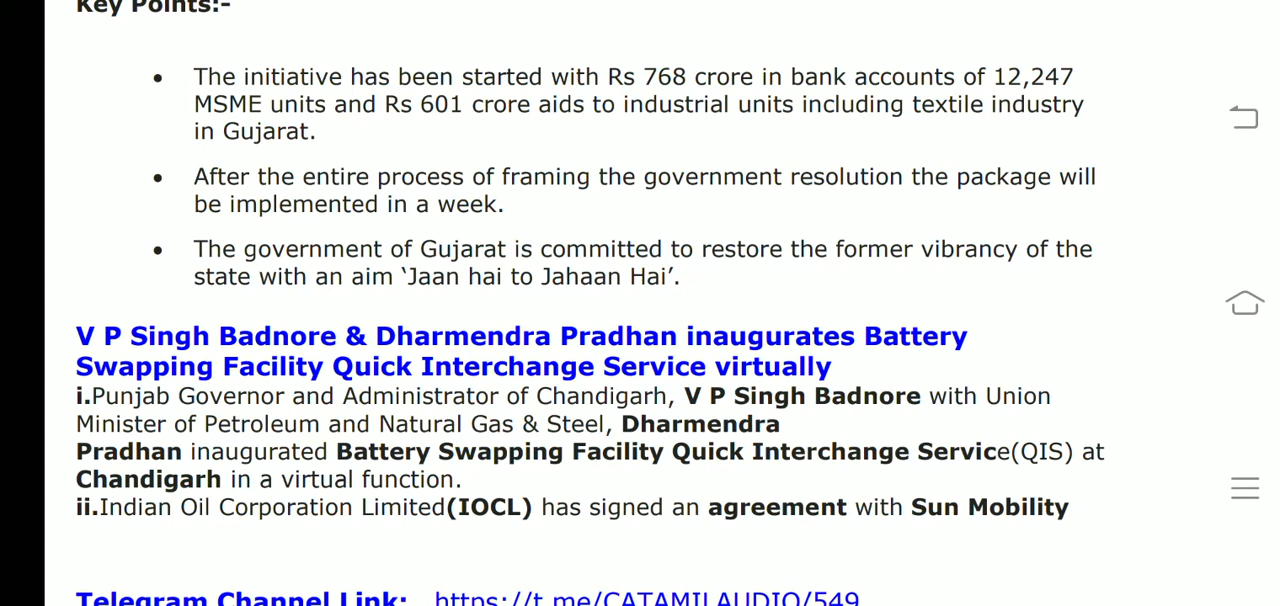 Key Points:-
• The initiative has been started with Rs 768 crore in bank accounts of 12,247
MSME units and Rs 601 crore aids to industrial units including textile industry
in Gujarat.
• After the entire process of framing the government resolution the package will
be implemented in a week.
• The government of Gujarat is committed to restore the former vibrancy of the
state with an aim ‘Jaan hai to Jahaan Hai’.
V P Singh Badnore & Dharmendra Pradhan inaugurates Battery
Swapping Facility Quick Interchange Service virtually
i.Punjab Governor and Administrator of Chandigarh, V P Singh Badnore with Union
Minister of Petroleum and Natural Gas & Steel, Dharmendra
Pradhan inaugurated Battery Swapping Facility Quick Interchange Service(QIS) at
Chandigarh in a virtual function.
ii.Indian Oil Corporation Limited(IOCL) has signed an agreement with Sun Mobility
Telegram Channel Link: https://t.me/CATAMILAUDIO/549